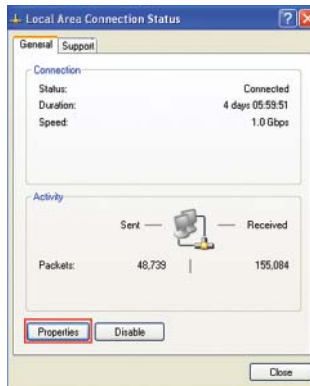 Local Area Connection Status
General Support
Connection
Status: Connected
Duration: 4 days 05:59:51
Speed: 1.0 Gbps
Activity
Sent — — Received
Packets: 48,739 | 155,084
Properties Disable
Close